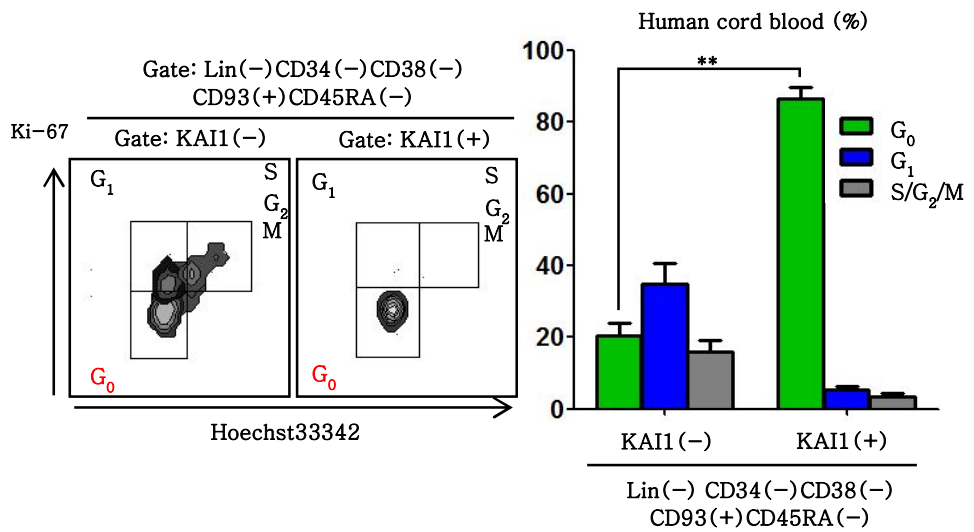 Gate: Lin(−)CD34(−)CD38(−)
CD93(+)CD45RA(−)
Ki-67
Gate: KAI1(−)
Gate: KAI1(+)
G1
S
G2
M
G0
G1
S
G2
M
G0
Hoechst33342
Human cord blood (%)
100
80
60
40
20
0
**
G0
G1
S/G2/M
KAI1(−)
KAI1(+)
Lin(−) CD34(−)CD38(−)
CD93(+)CD45RA(−)